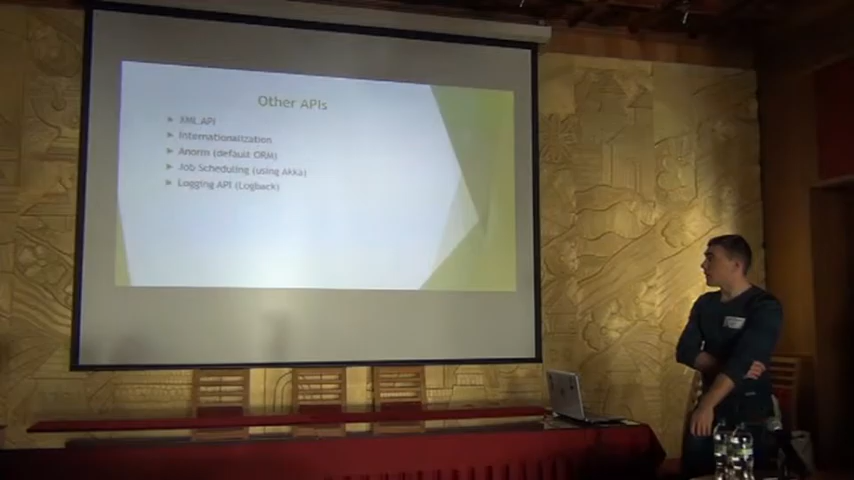 Other APIs
XML API
Internationalization
Anorm (default ORM)
Job Scheduling (using Akka)
Logging API (Logback)